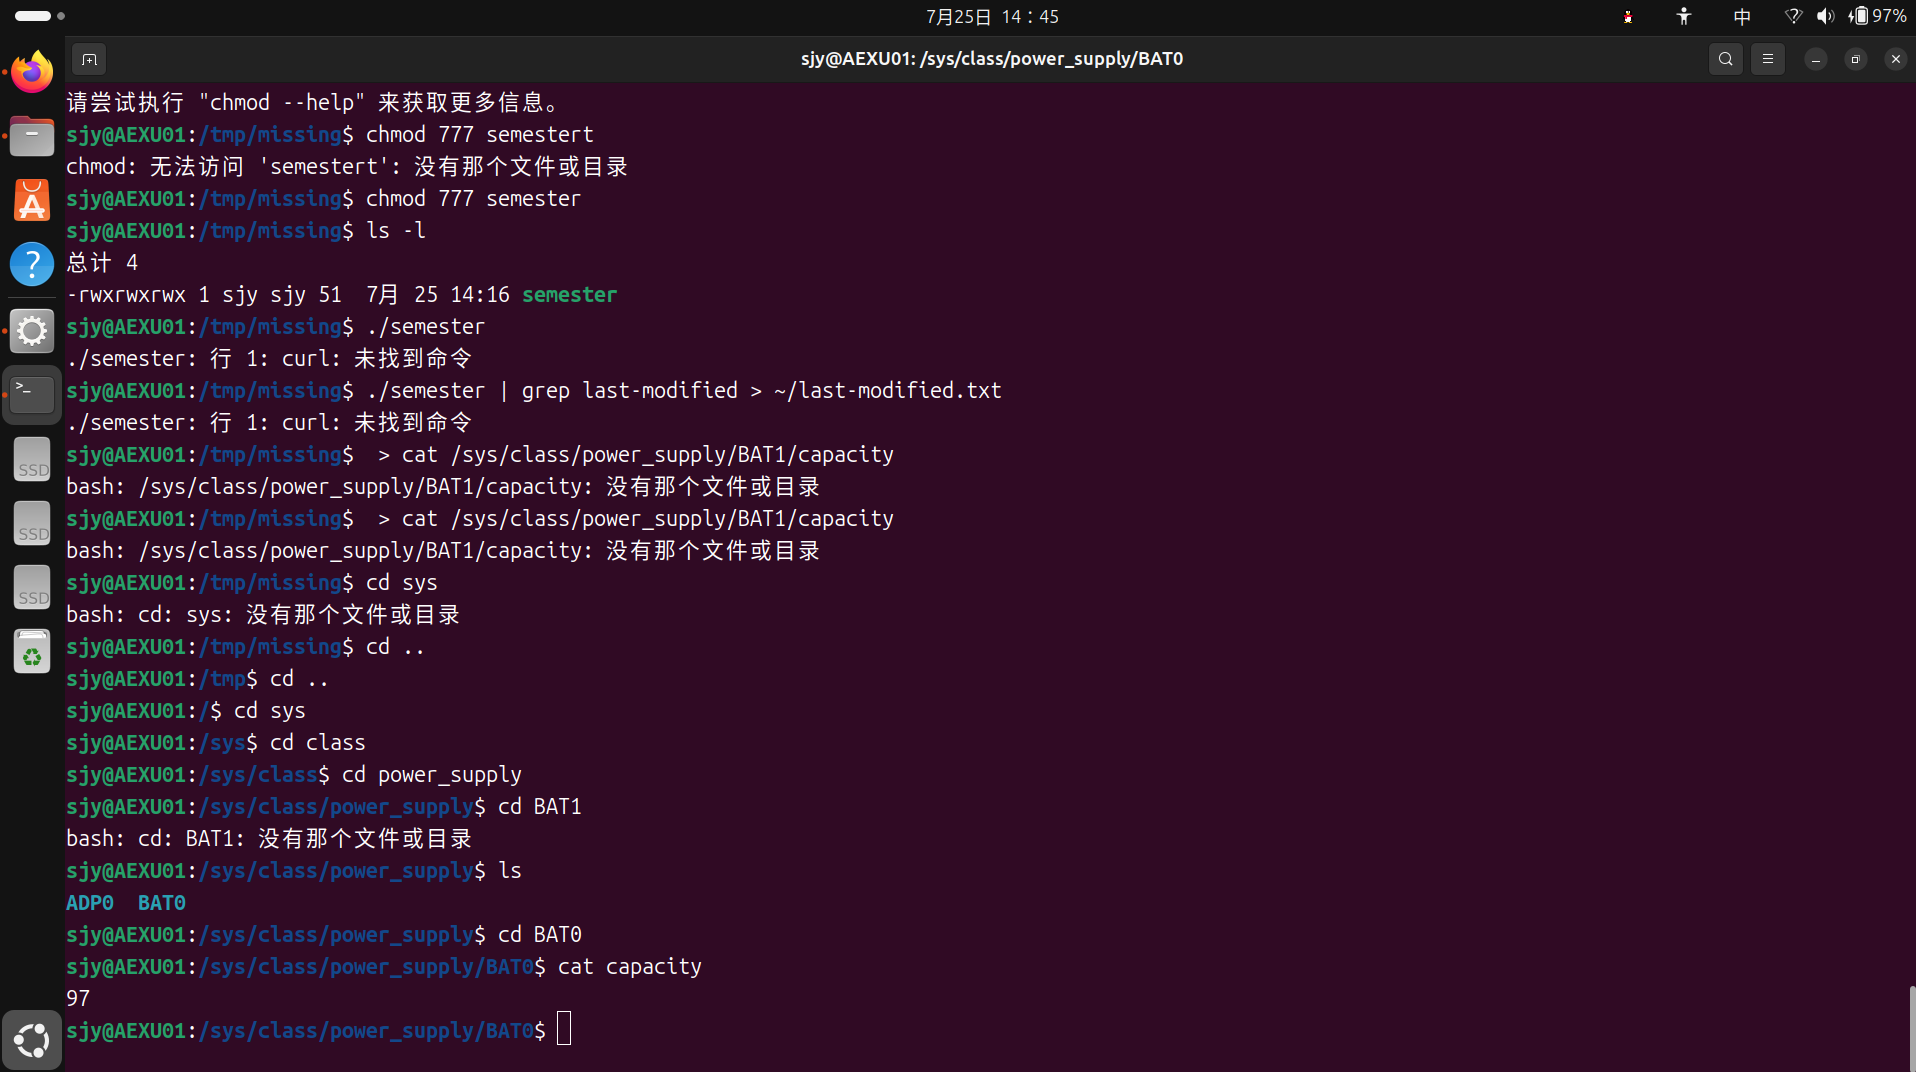 7月25日 14：45
中
97%
sjy@AEXU01: /sys/class/power_supply/BAT0
请尝试执行 "chmod --help" 来获取更多信息。
sjy@AEXU01:/tmp/missing$ chmod 777 semestert
chmod: 无法访问 'semestert': 没有那个文件或目录
sjy@AEXU01:/tmp/missing$ chmod 777 semester
sjy@AEXU01:/tmp/missing$ ls -l
总计 4
-rwxrwxrwx 1 sjy sjy 51  7月 25 14:16 semester
sjy@AEXU01:/tmp/missing$ ./semester
./semester: 行 1: curl: 未找到命令
sjy@AEXU01:/tmp/missing$ ./semester | grep last-modified > ~/last-modified.txt
./semester: 行 1: curl: 未找到命令
sjy@AEXU01:/tmp/missing$  > cat /sys/class/power_supply/BAT1/capacity
bash: /sys/class/power_supply/BAT1/capacity: 没有那个文件或目录
sjy@AEXU01:/tmp/missing$  > cat /sys/class/power_supply/BAT1/capacity
bash: /sys/class/power_supply/BAT1/capacity: 没有那个文件或目录
sjy@AEXU01:/tmp/missing$ cd sys
bash: cd: sys: 没有那个文件或目录
sjy@AEXU01:/tmp/missing$ cd ..
sjy@AEXU01:/tmp$ cd ..
sjy@AEXU01:/$ cd sys
sjy@AEXU01:/sys$ cd class
sjy@AEXU01:/sys/class$ cd power_supply
sjy@AEXU01:/sys/class/power_supply$ cd BAT1
bash: cd: BAT1: 没有那个文件或目录
sjy@AEXU01:/sys/class/power_supply$ ls
ADP0  BAT0
sjy@AEXU01:/sys/class/power_supply$ cd BAT0
sjy@AEXU01:/sys/class/power_supply/BAT0$ cat capacity
97
sjy@AEXU01:/sys/class/power_supply/BAT0$
SSD
SSD
SSD